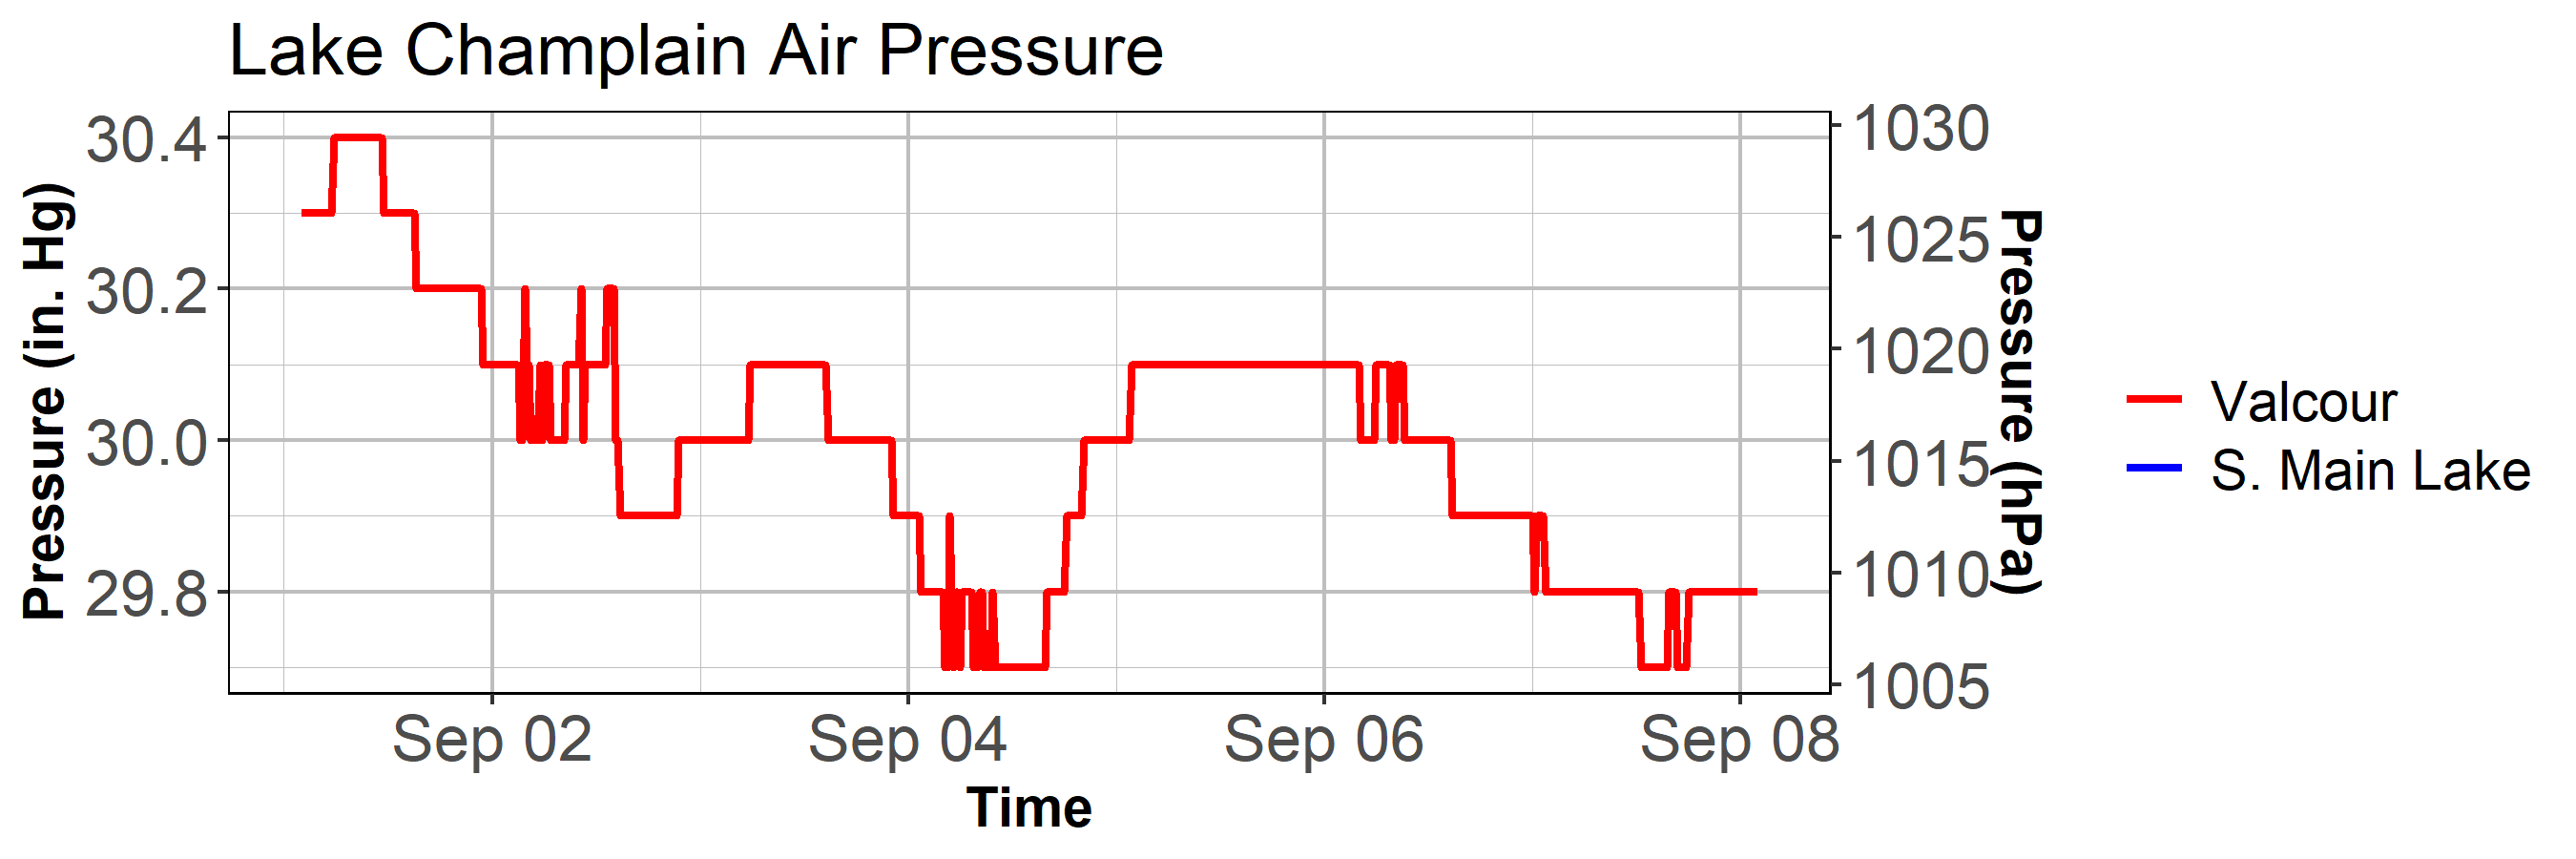 Lake Champlain Air Pressure
Pressure (in. Hg)
30.4
30.2
30.0
29.8
1030
1025
1020
1015
1010
1005
Pressure (hPa)
Sep 02 Sep 04 Sep 06 Sep 08
Time
Valcour
S. Main Lake